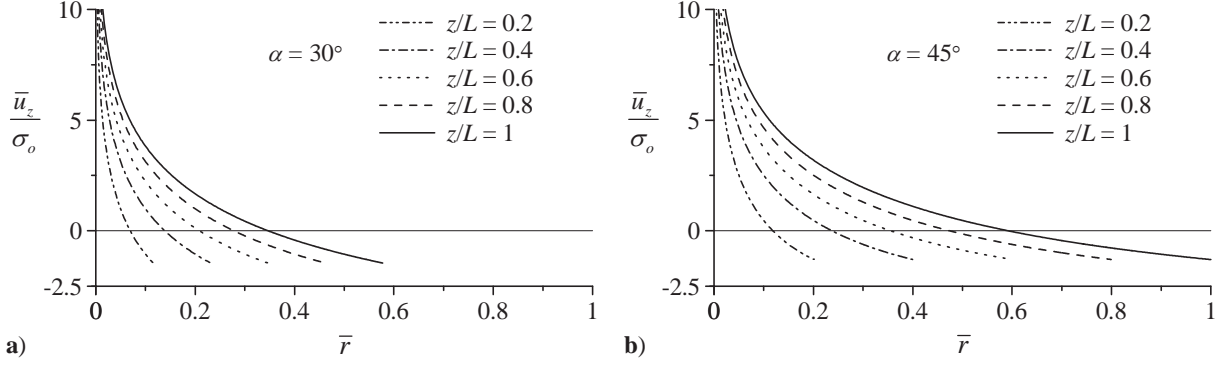 10
5
0
-2.5
u̅_z
σ_o
α = 30°
z/L = 0.2
z/L = 0.4
z/L = 0.6
z/L = 0.8
z/L = 1
0 0.2 0.4 0.6 0.8 1
r̅
a)
10
5
0
-2.5
u̅_z
σ_o
α = 45°
z/L = 0.2
z/L = 0.4
z/L = 0.6
z/L = 0.8
z/L = 1
0 0.2 0.4 0.6 0.8 1
r̅
b)